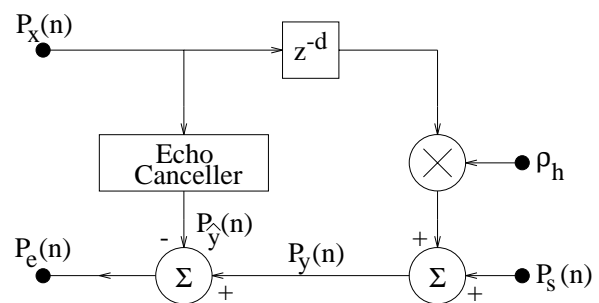 P_x(n)
z^{-d}
Echo
Canceller
ρ_h
- P_ŷ(n)
+
P_e(n)
P_y(n)
P_s(n)
Σ
+
Σ
+